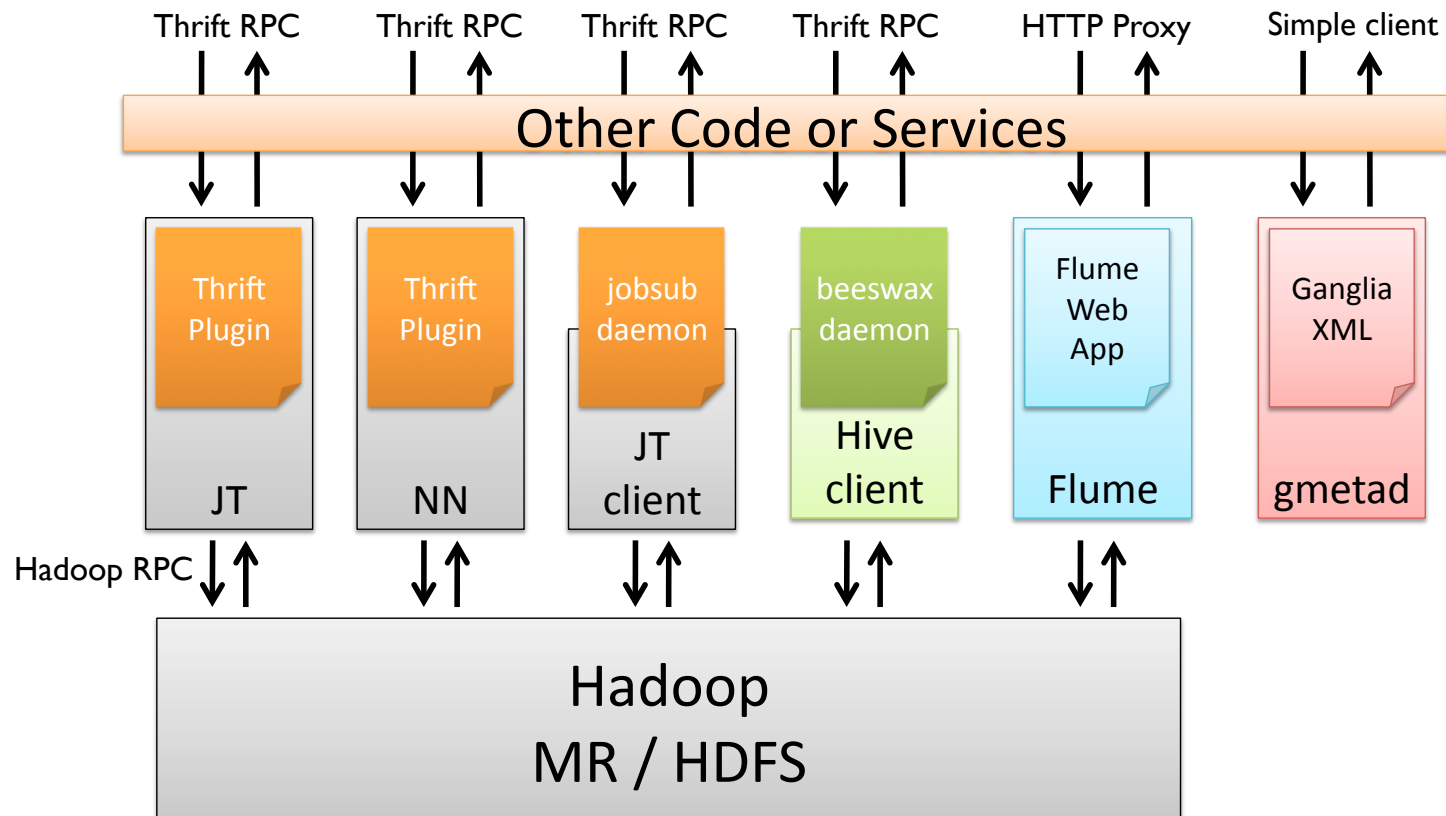 Thrift RPC
Thrift RPC
Thrift RPC
Thrift RPC
HTTP Proxy
Simple client
Other Code or Services
Thrift
Plugin
JT
Thrift
Plugin
NN
jobsub
daemon
JT
client
beeswax
daemon
Hive
client
Flume
Web
App
Flume
Ganglia
XML
gmetad
Hadoop RPC
Hadoop
MR / HDFS